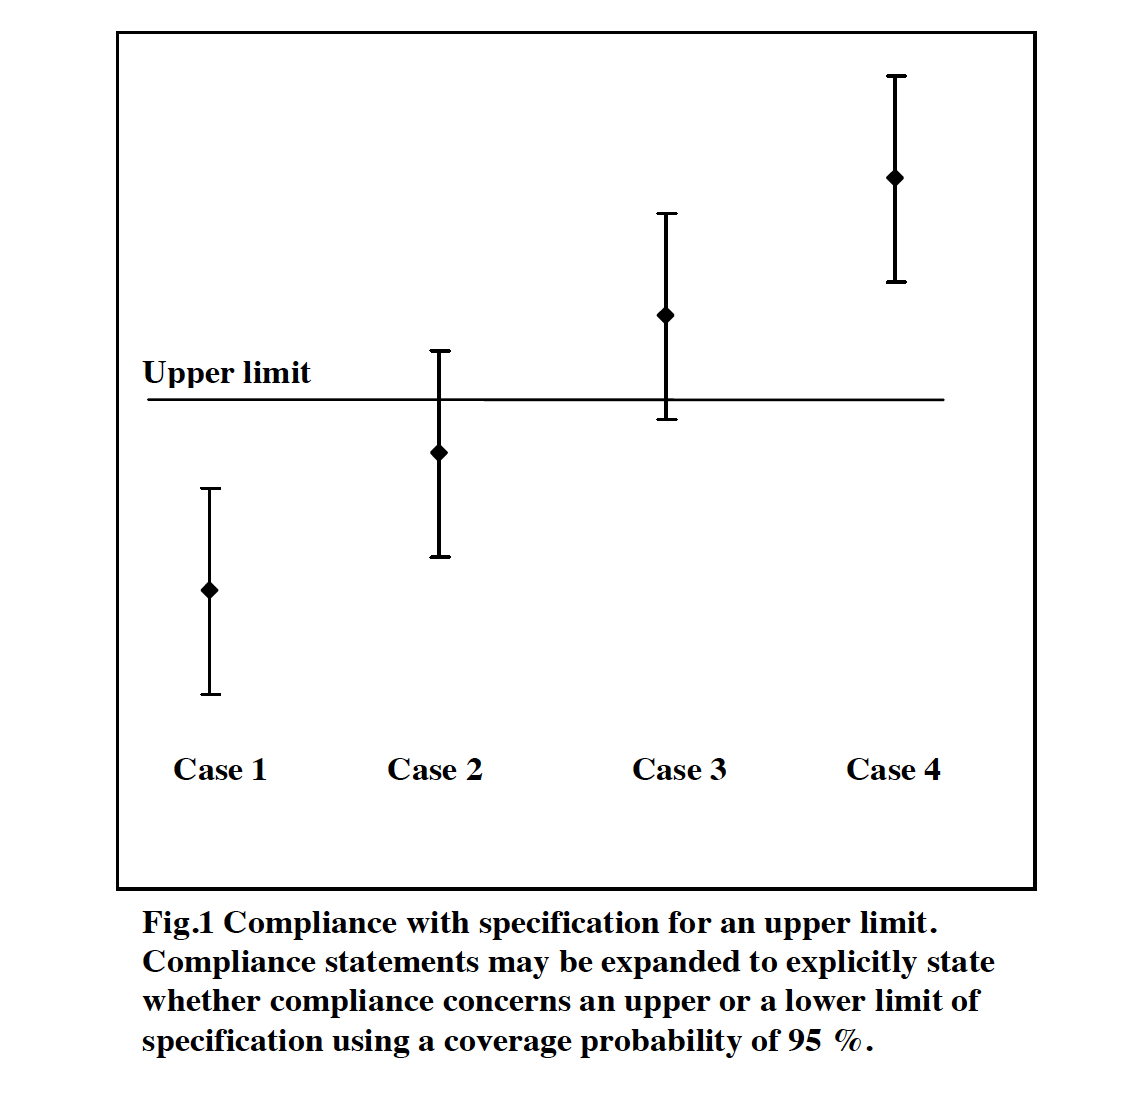 Upper limit
Case 1 Case 2 Case 3 Case 4
Fig.1 Compliance with specification for an upper limit.
Compliance statements may be expanded to explicitly state
whether compliance concerns an upper or a lower limit of
specification using a coverage probability of 95 %.